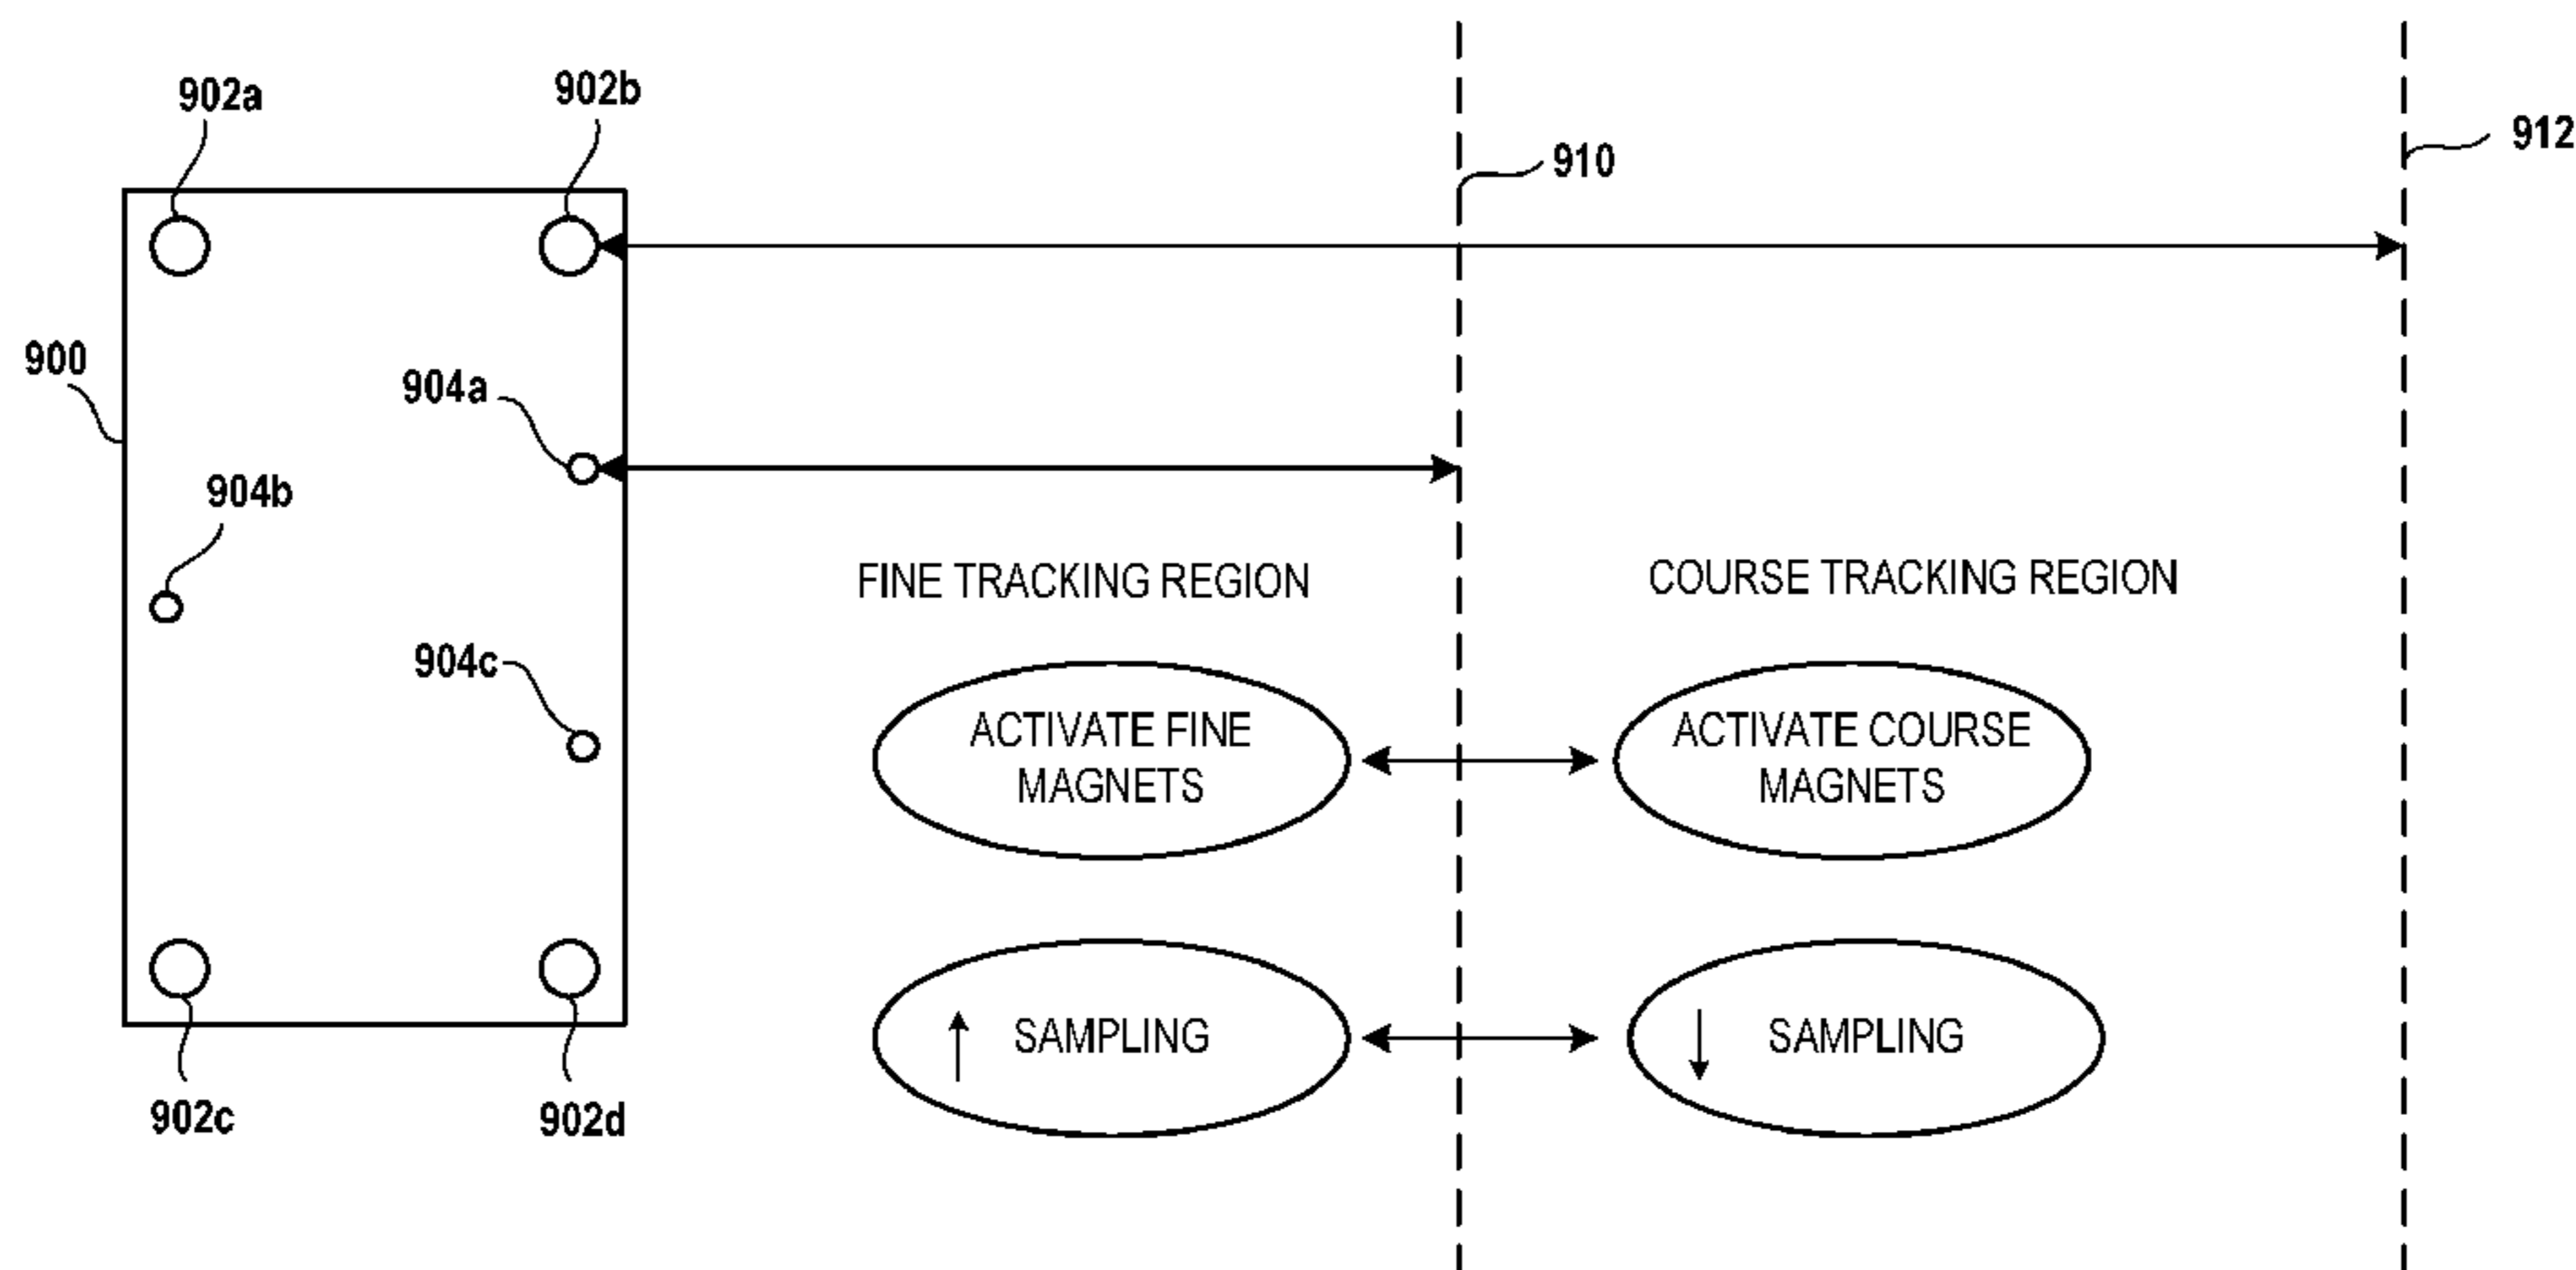 902a
902b
910
912
900
904a
904b
FINE TRACKING REGION
COURSE TRACKING REGION
904c
ACTIVATE FINE
MAGNETS
ACTIVATE COURSE
MAGNETS
↑ SAMPLING
↓ SAMPLING
902c
902d